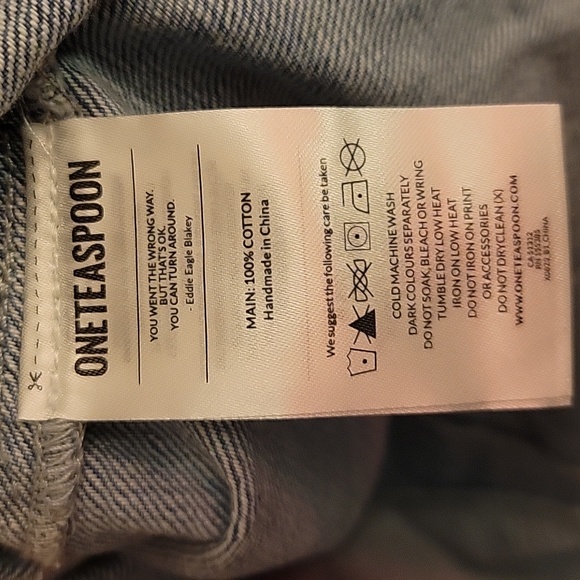 ONETEASPOON
YOU WENT THE WRONG WAY.
BUT THAT'S OK.
YOU CAN TURN AROUND.
- Eddie Eagle Blakey
MAIN: 100% COTTON
Handmade in China
We suggest the following care be taken
COLD MACHINE WASH
DARK COLOURS SEPARATELY
DO NOT SOAK, BLEACH OR WRING
TUMBLE DRY LOW HEAT
IRON ON LOW HEAT
DO NOT IRON ON PRINT
OR ACCESSORIES
DO NOT DRYCLEAN (X)
WWW.ONETEASPOON.COM
CHINA